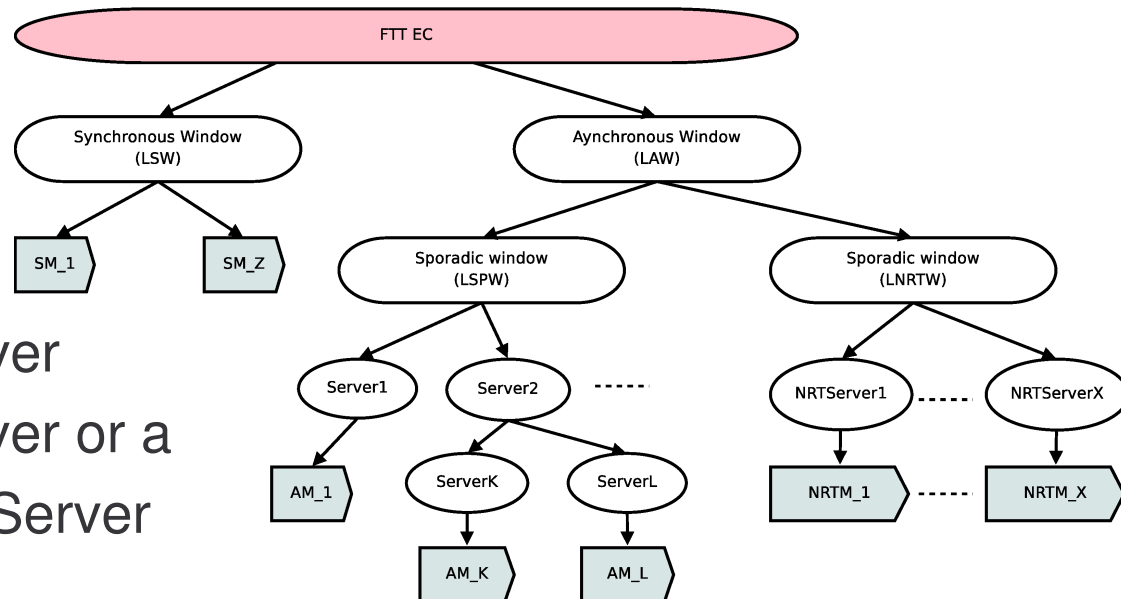 FTT EC
Synchronous Window
(LSW)
Aynchronous Window
(LAW)
SM_1
SM_Z
Sporadic window
(LSPW)
Sporadic window
(LNRTW)
ver
Server1
Server2
NRTServer1
NRTServerX
ver or a
ServerK
ServerL
AM_1
NRTM_1
NRTM_X
Server
AM_K
AM_L